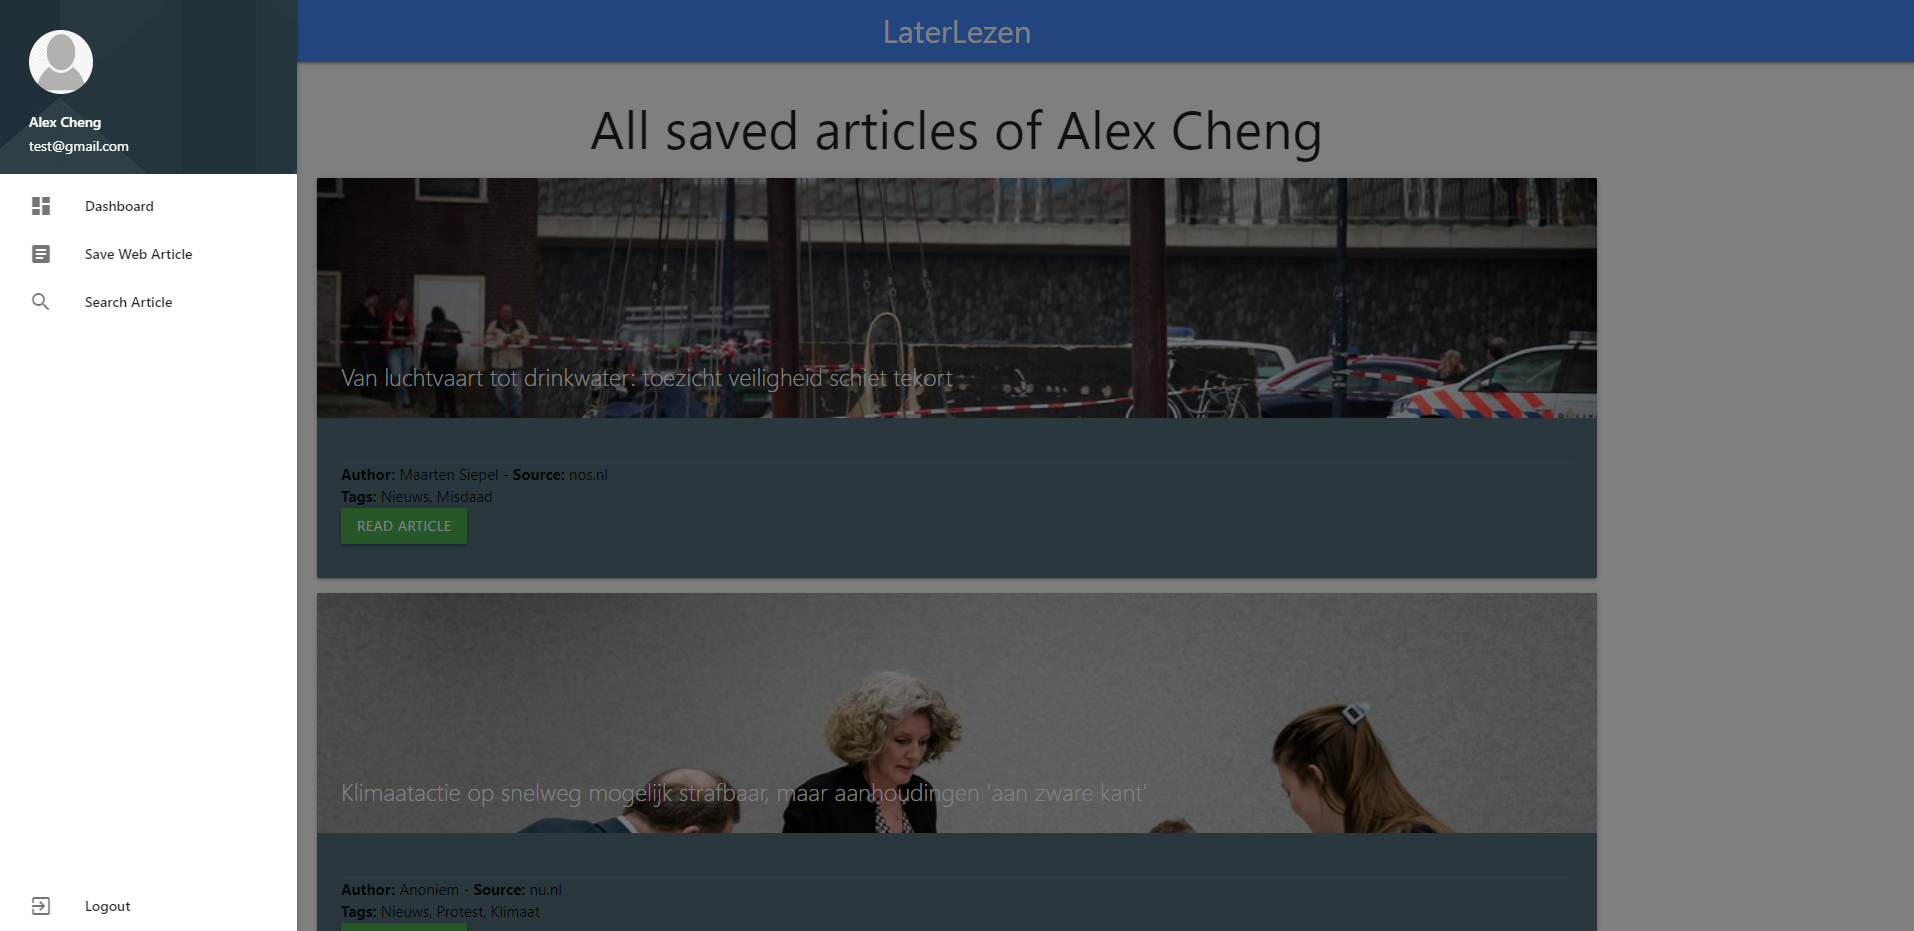 Alex Cheng
test@gmail.com
Dashboard
Save Web Article
Search Article
Logout
LaterLezen
All saved articles of Alex Cheng
Van luchtvaart tot drinkwater: toezicht veiligheid schiet tekort
Author: Maarten Siepel - Source: nos.nl
Tags: Nieuws, Misdaad
READ ARTICLE
Klimaatactie op snelweg mogelijk strafbaar, maar aanhoudingen 'aan zware kant'
Author: Anoniem - Source: nu.nl
Tags: Nieuws, Protest, Klimaat